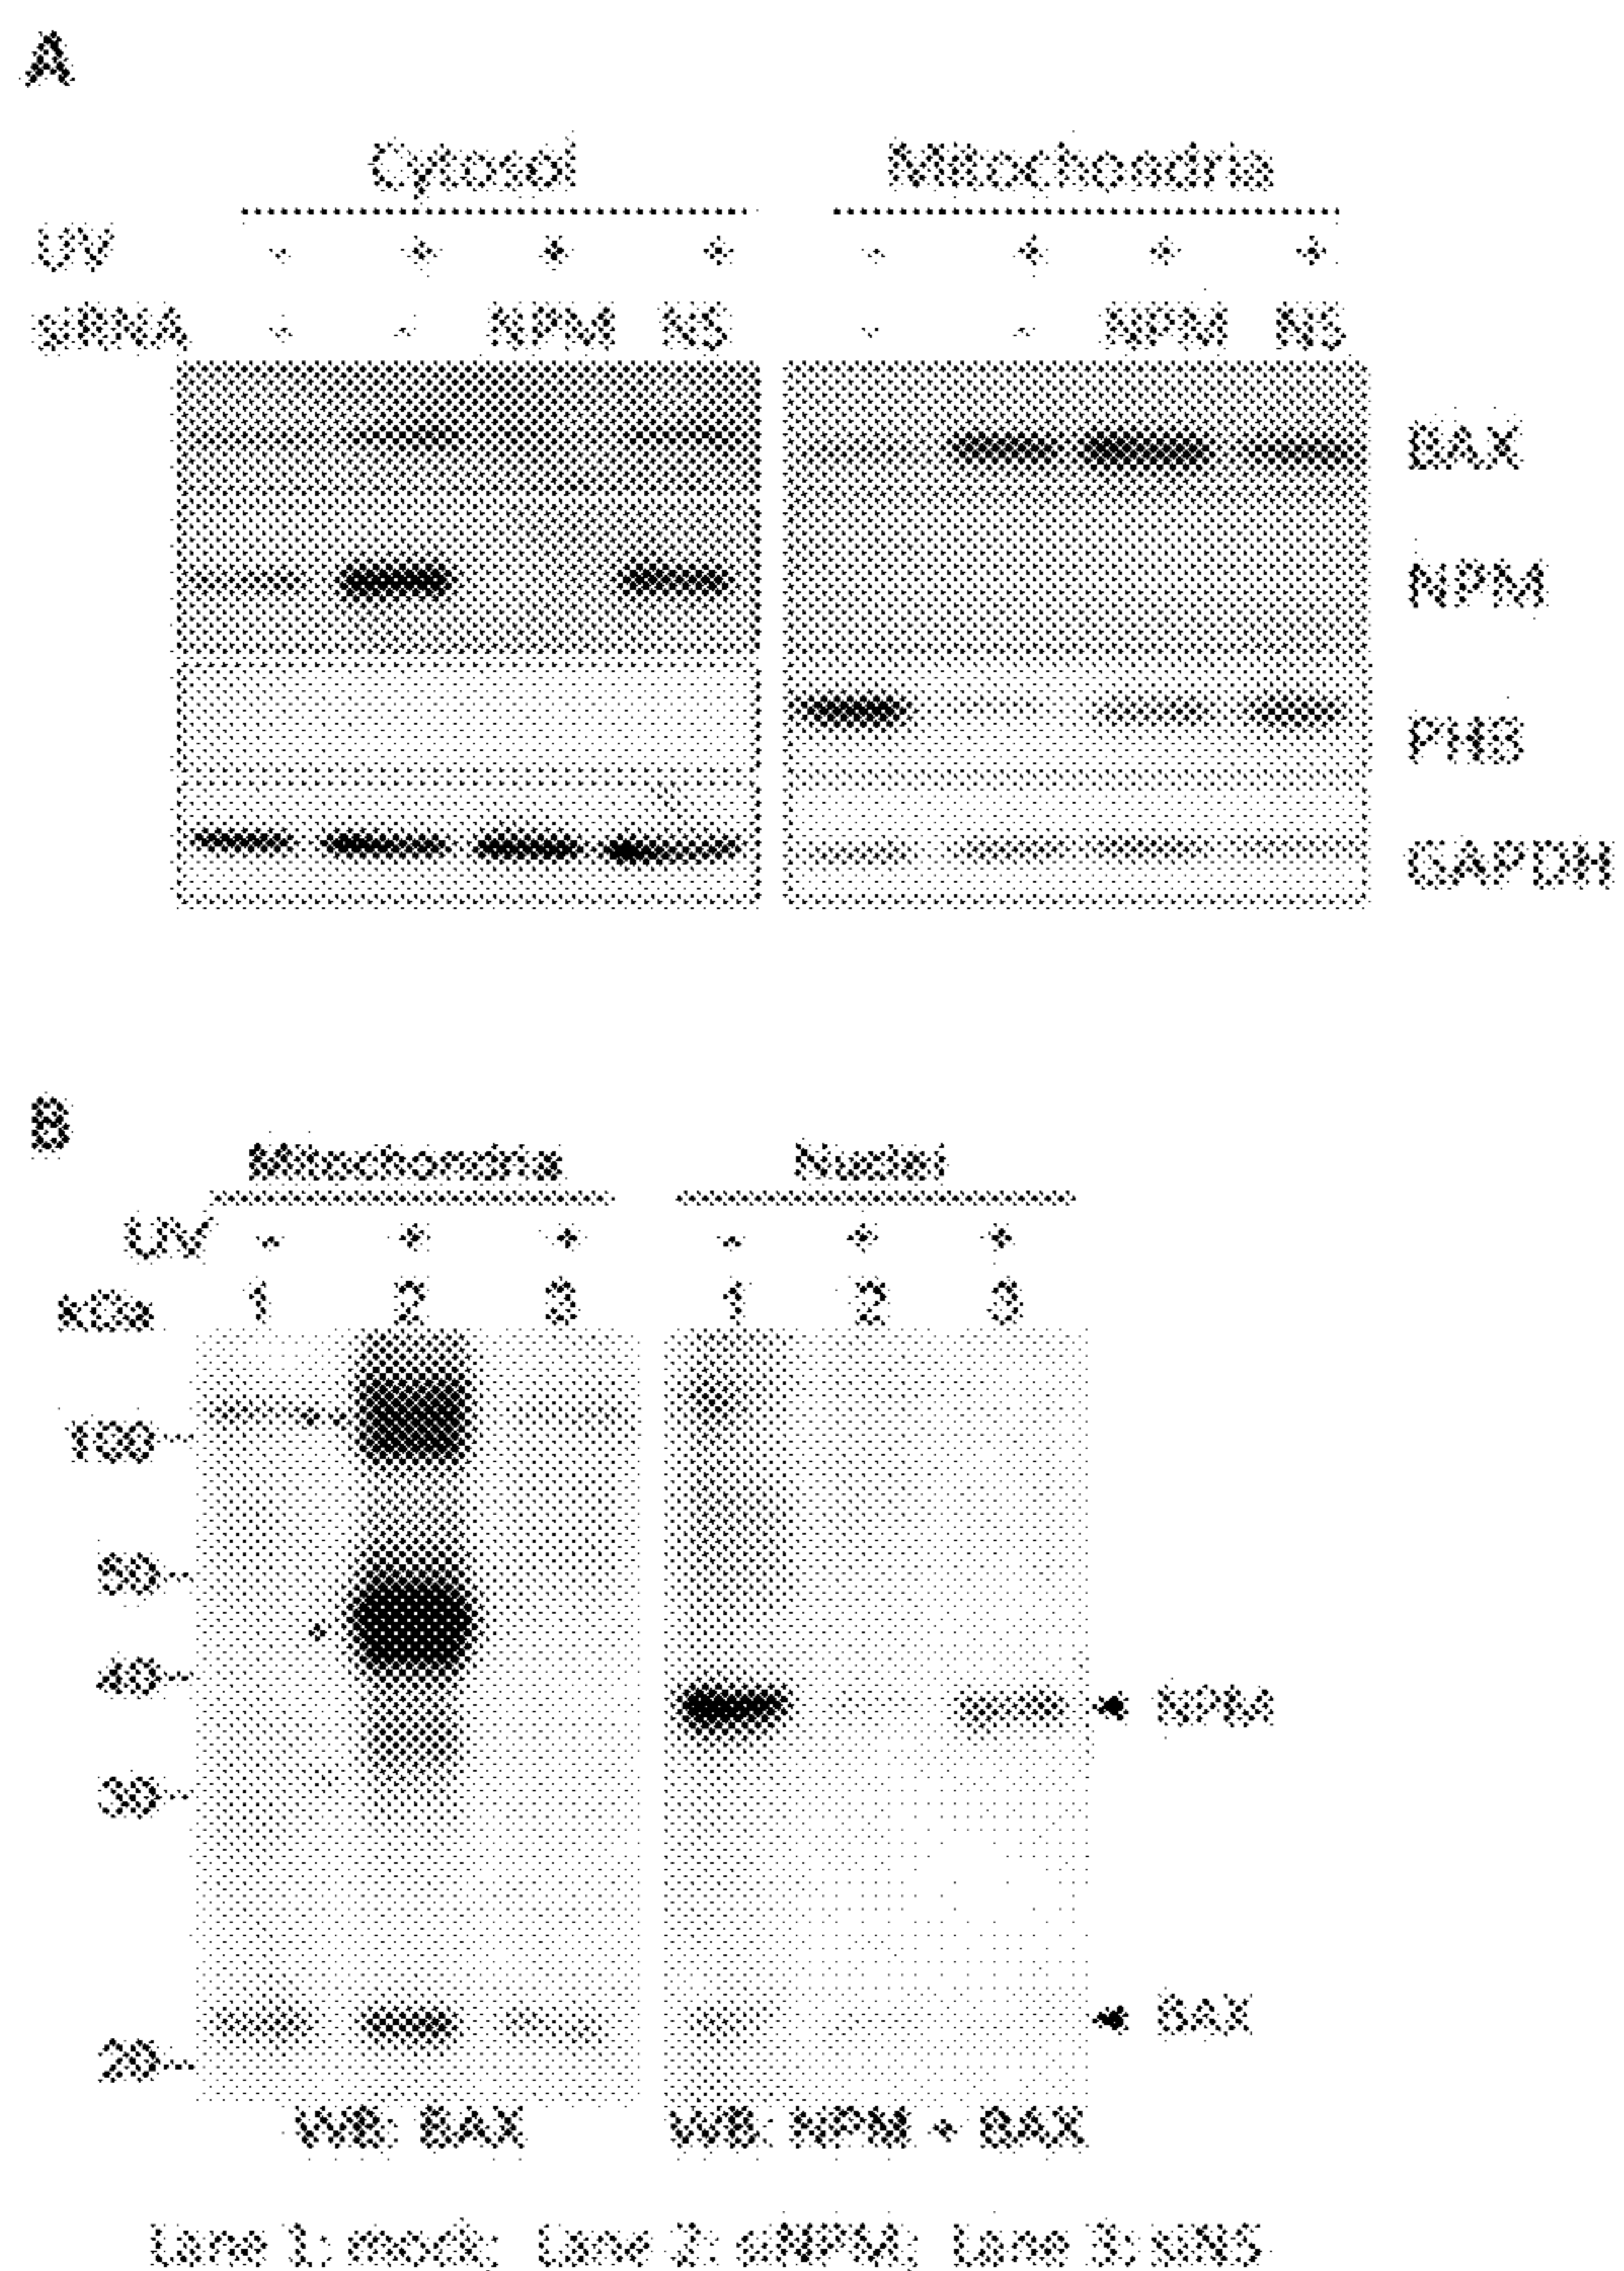 A
Cytosol Mitochondria
UV - + + + - + + +
siRNA - - NPM NS - - NPM NS
BAX
NPM
PHB
GAPDH
B
Mitochondria Nuclei
UV - + + - + +
kDa 1 2 3 1 2 3
100
50
40
NPM
30
BAX
20
WB: BAX WB: NPM + BAX
Lane 1: mock; Lane 2: siNPM; Lane 3: siNS